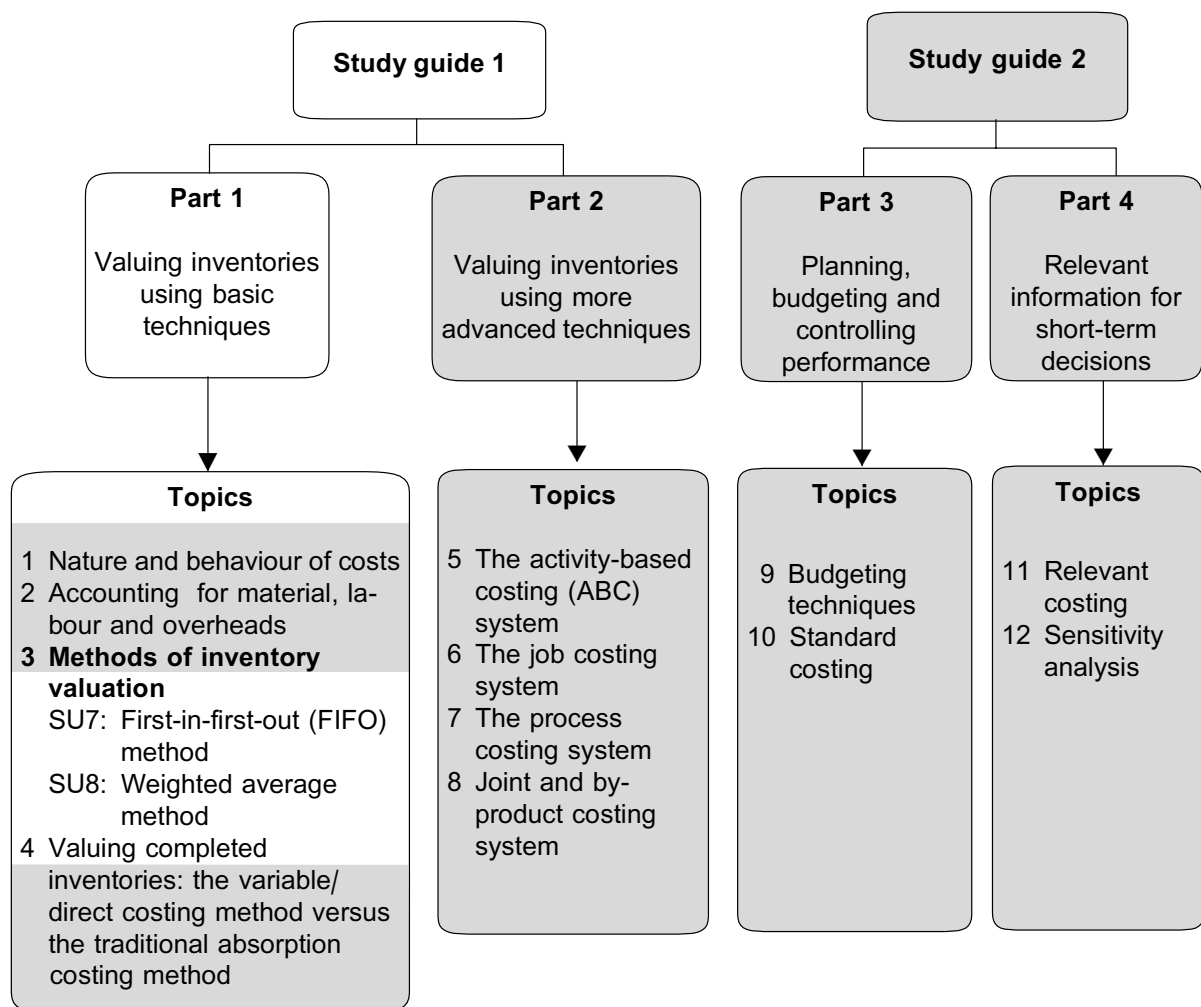 Study guide 1
Study guide 2
Part 1
Valuing inventories
using basic
techniques
Part 2
Valuing inventories
using more
advanced techniques
Part 3
Planning,
budgeting and
controlling
performance
Part 4
Relevant
information for
short-term
decisions
Topics
1 Nature and behaviour of costs
2 Accounting for material, la-
bour and overheads
3 Methods of inventory
valuation
SU7: First-in-first-out (FIFO)
method
SU8: Weighted average
method
4 Valuing completed
inventories: the variable/
direct costing method versus
the traditional absorption
costing method
Topics
5 The activity-based
costing (ABC)
system
6 The job costing
system
7 The process
costing system
8 Joint and by-
product costing
system
Topics
9 Budgeting
techniques
10 Standard
costing
Topics
11 Relevant
costing
12 Sensitivity
analysis